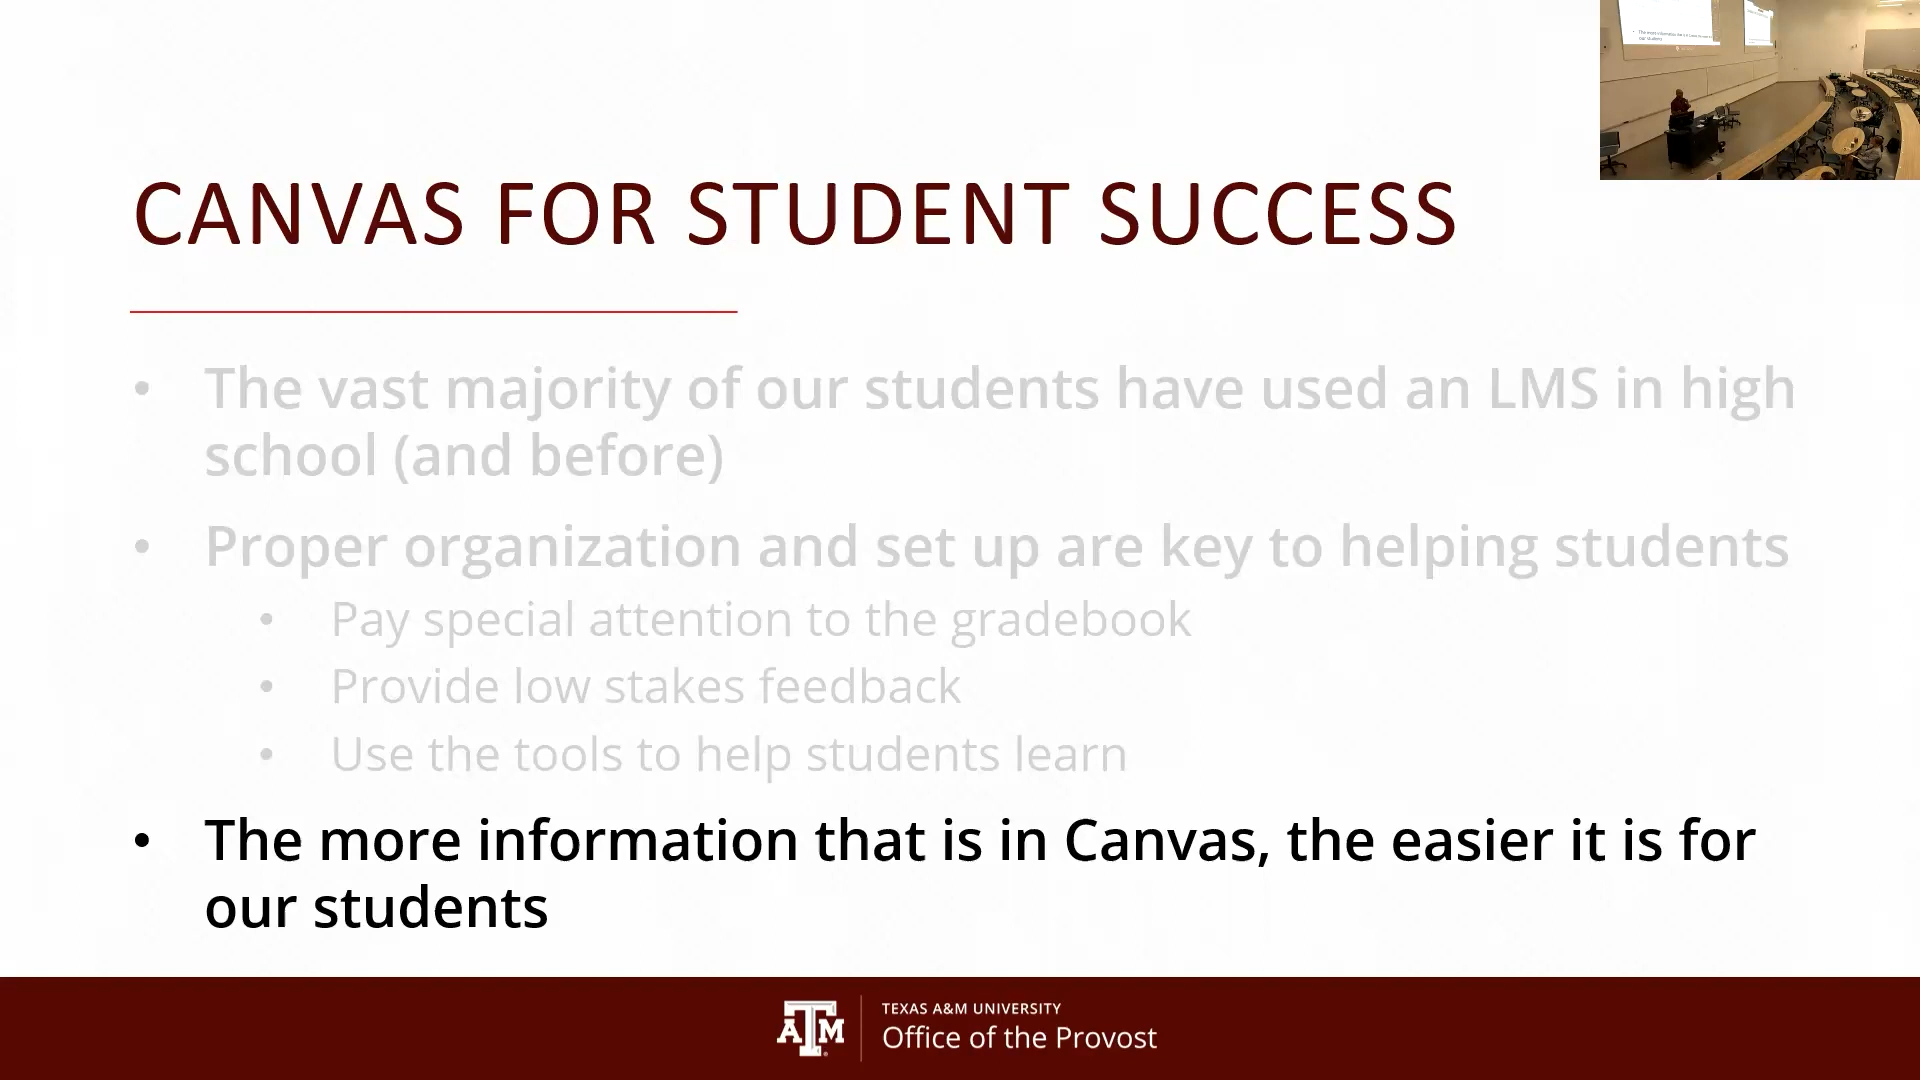 CANVAS FOR STUDENT SUCCESS
• The vast majority of our students have used an LMS in high
school (and before)
• Proper organization and set up are key to helping students
• Pay special attention to the gradebook
• Provide low stakes feedback
• Use the tools to help students learn
• The more information that is in Canvas, the easier it is for
our students
ATM
TEXAS A&M UNIVERSITY
Office of the Provost